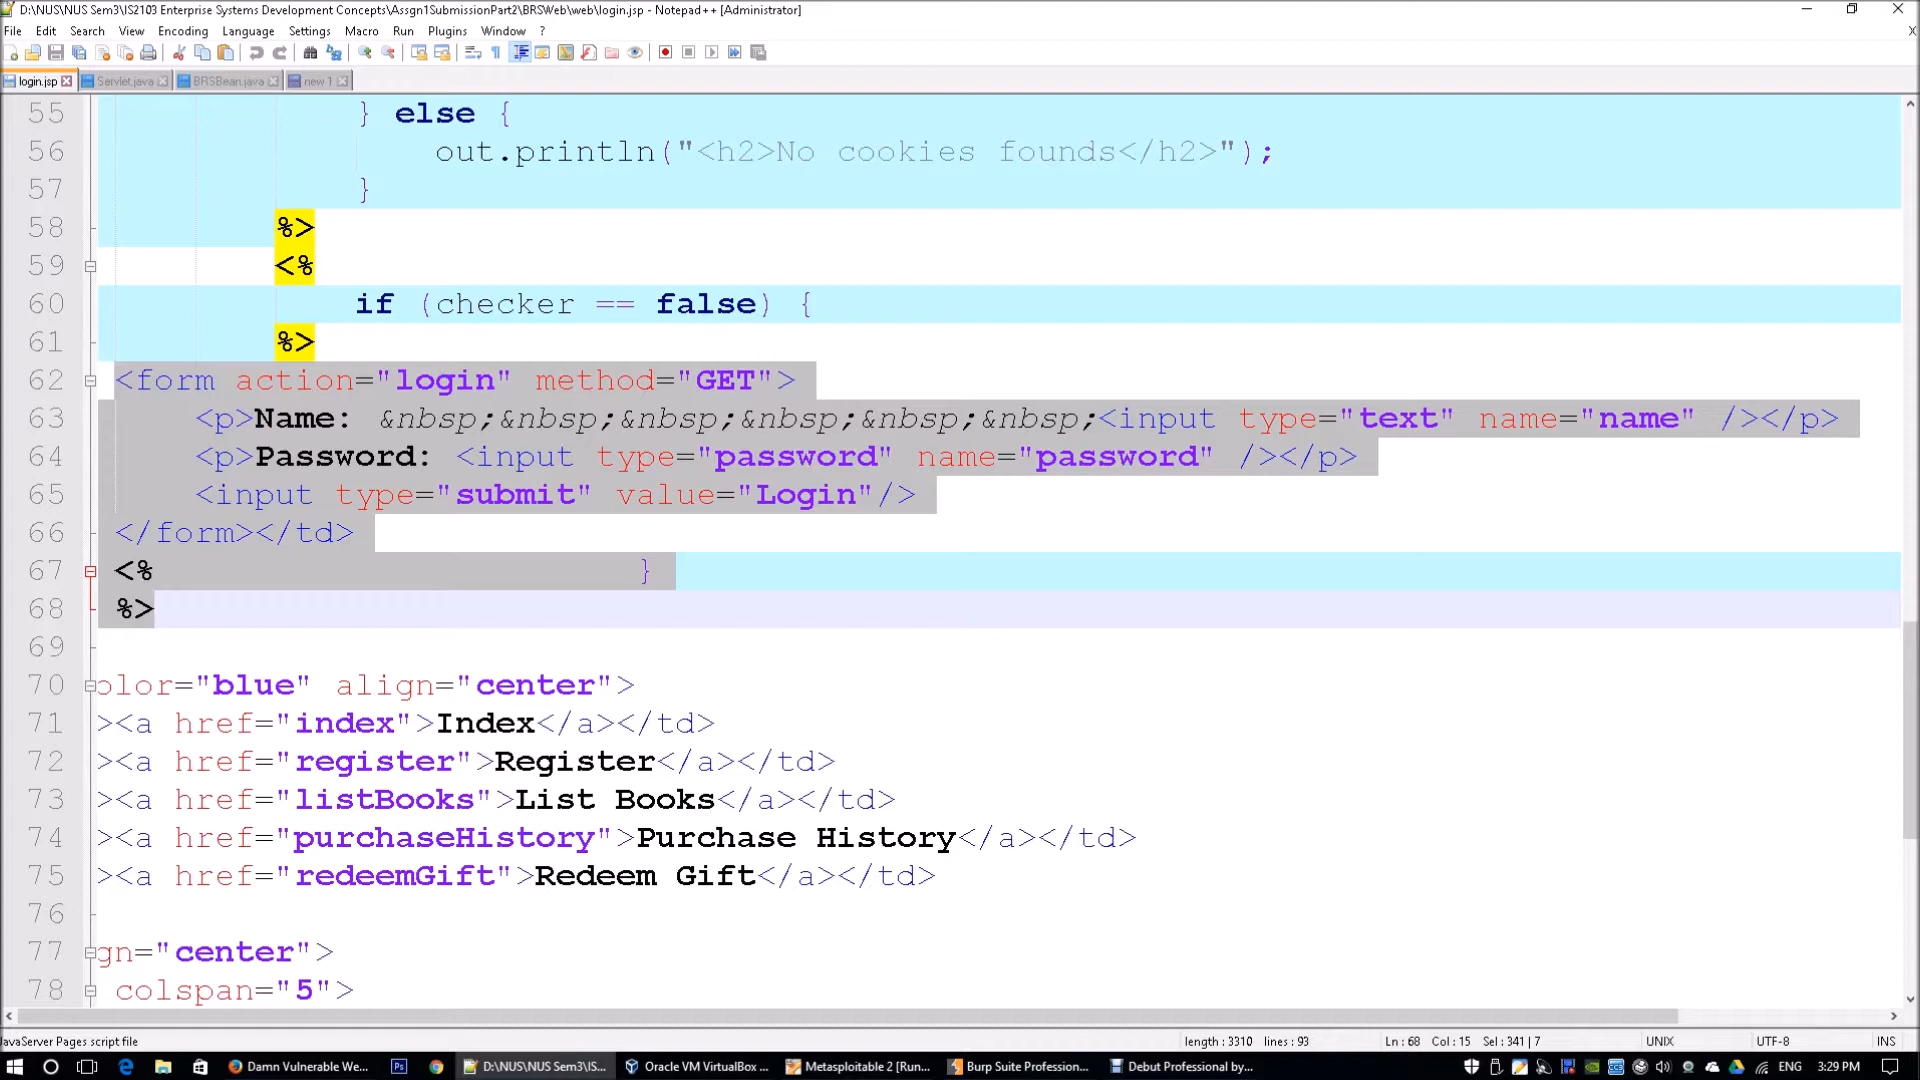 D:\NUS\NUS Sem3\IS2103 Enterprise Systems Development Concepts\Assgn1SubmissionPart2\BRSWeb\web\login.jsp - Notepad++ [Administrator]
File Edit Search View Encoding Language Settings Macro Run Plugins Window ?
login.jsp Servlet.java BRSBean.java new 1
55 } else {
56 out.println("<h2>No cookies founds</h2>");
57 }
58 %>
59 <%
60 if (checker == false) {
61 %>
62 <form action="login" method="GET">
63 <p>Name: &nbsp;&nbsp;&nbsp;&nbsp;&nbsp;&nbsp;<input type="text" name="name" /></p>
64 <p>Password: <input type="password" name="password" /></p>
65 <input type="submit" value="Login"/>
66 </form></td>
67 <% }
68 %>
69
70 olor="blue" align="center">
71 ><a href="index">Index</a></td>
72 ><a href="register">Register</a></td>
73 ><a href="listBooks">List Books</a></td>
74 ><a href="purchaseHistory">Purchase History</a></td>
75 ><a href="redeemGift">Redeem Gift</a></td>
76
77 gn="center">
78 colspan="5">
JavaServer Pages script file length : 3310 lines : 93 Ln : 68 Col : 15 Sel : 341 | 7 UNIX UTF-8 INS
Damn Vulnerable We... D:\NUS\NUS Sem3\IS... Oracle VM VirtualBox ... Metasploitable 2 [Run... Burp Suite Profession... Debut Professional by... ENG 3:29 PM